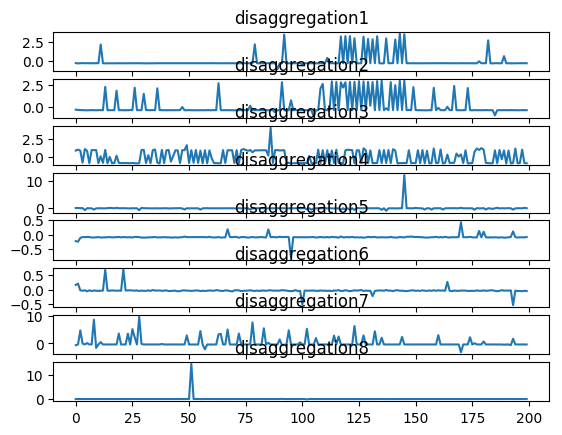 disaggregation1
2.5
0.0
disaggregation2
2.5
0.0
disaggregation3
2.5
0.0
disaggregation4
10
0
disaggregation5
0.5
0.0
−0.5
disaggregation6
0.5
0.0
−0.5
disaggregation7
10
0
disaggregation8
10
0
0 25 50 75 100 125 150 175 200